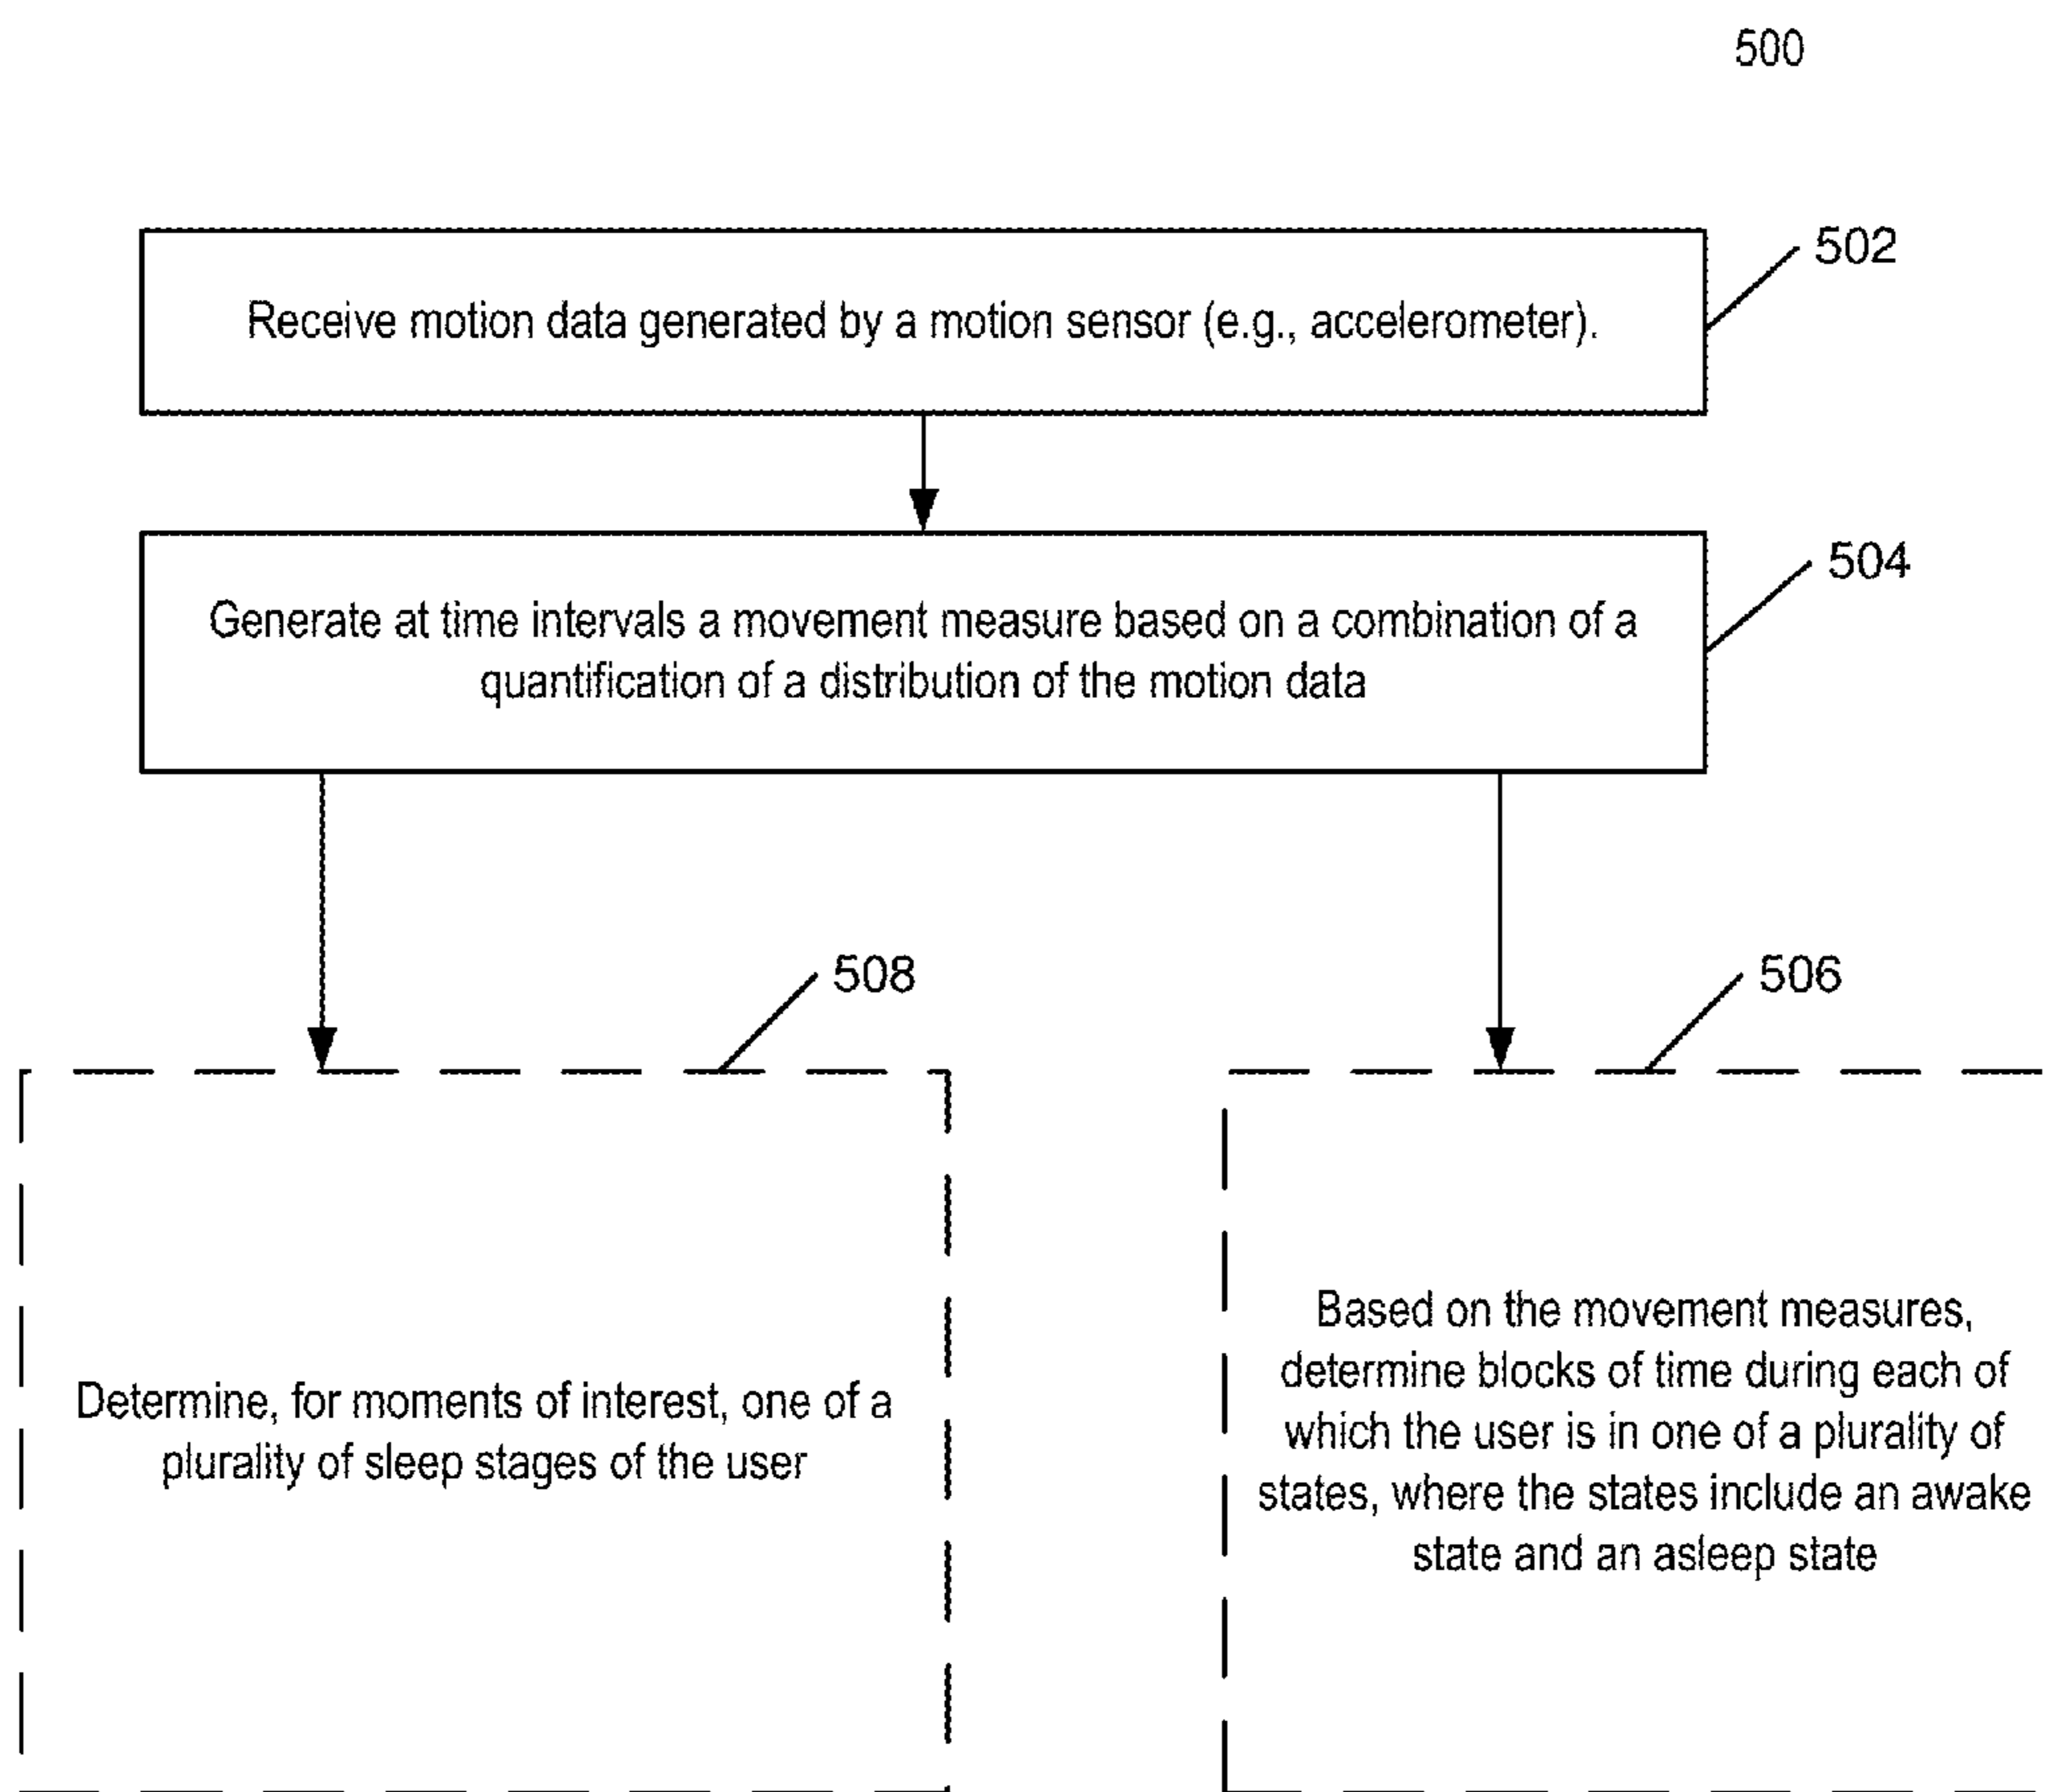 500
502
Receive motion data generated by a motion sensor (e.g., accelerometer).
504
Generate at time intervals a movement measure based on a combination of a
quantification of a distribution of the motion data
508
506
Determine, for moments of interest, one of a
plurality of sleep stages of the user
Based on the movement measures,
determine blocks of time during each of
which the user is in one of a plurality of
states, where the states include an awake
state and an asleep state